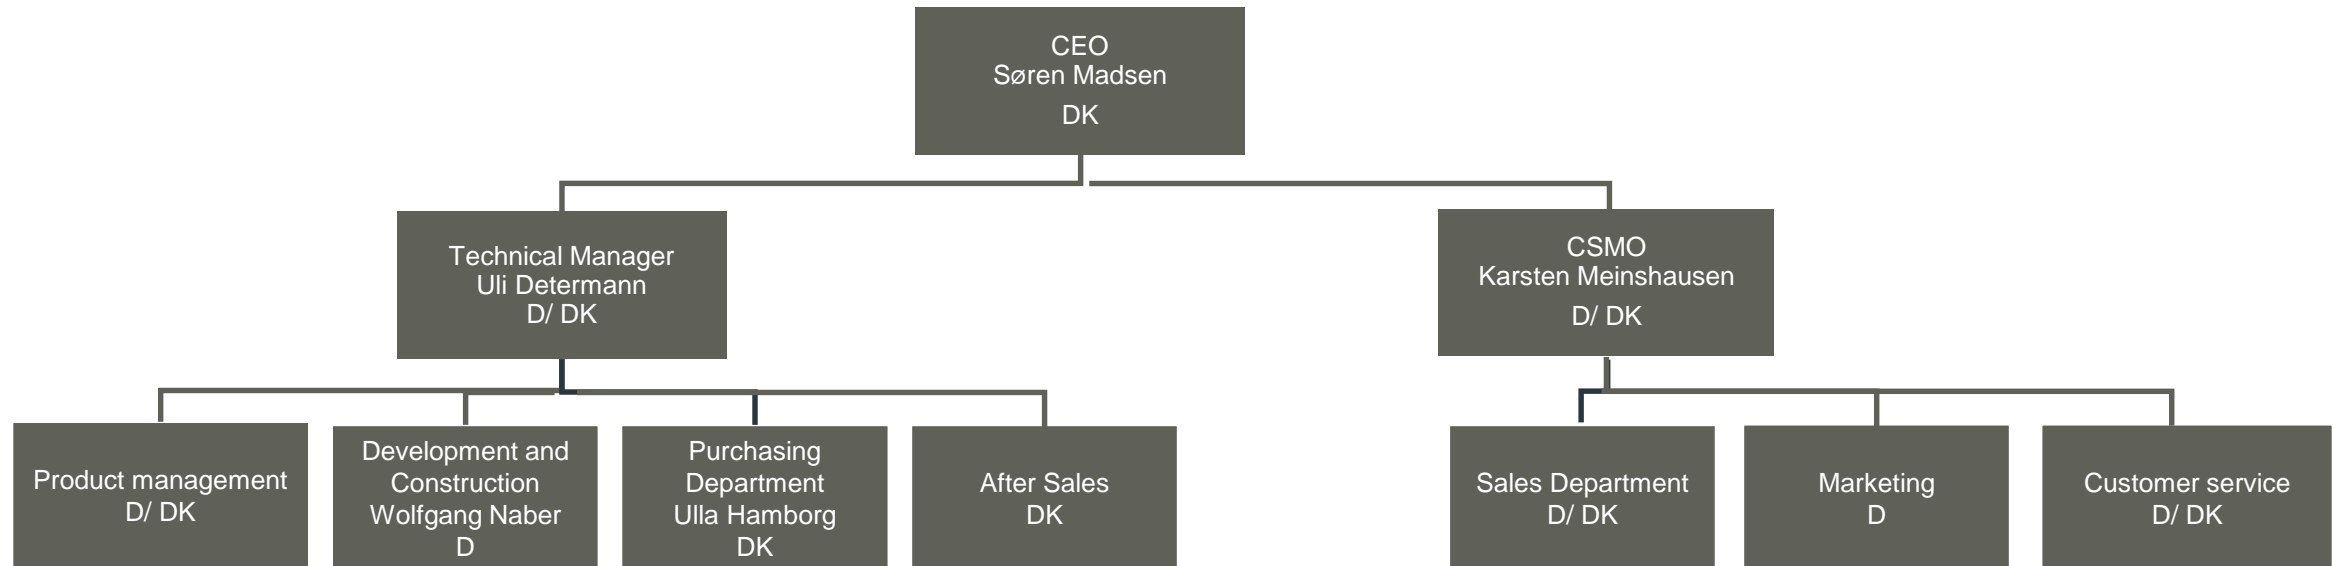 CEO
Søren Madsen
DK
Technical Manager
Uli Determann
D/ DK
CSMO
Karsten Meinshausen
D/ DK
Product management
D/ DK
Development and
Construction
Wolfgang Naber
D
Purchasing
Department
Ulla Hamborg
DK
After Sales
DK
Sales Department
D/ DK
Marketing
D
Customer service
D/ DK